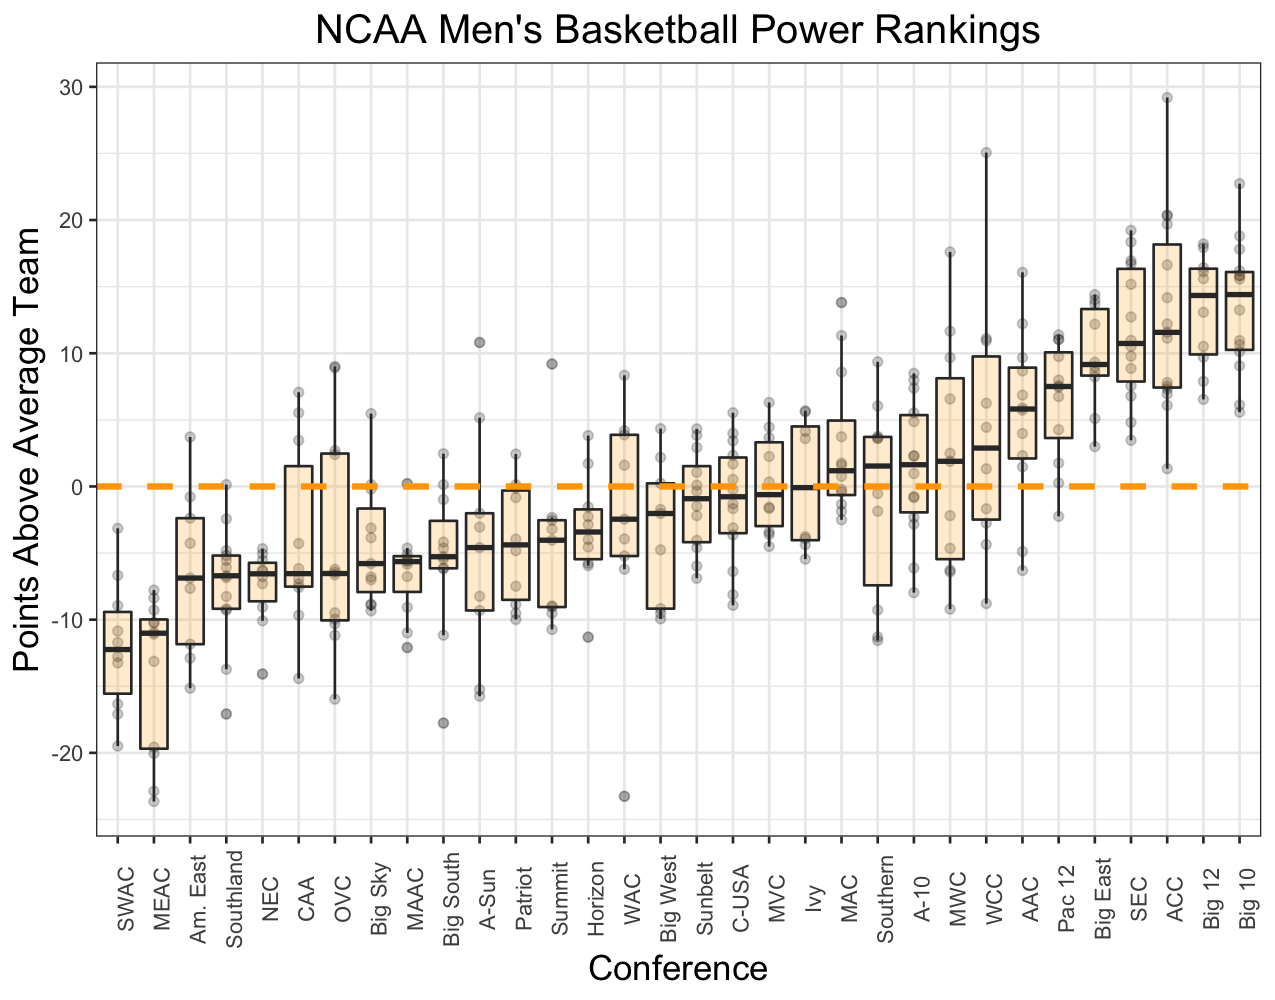 NCAA Men's Basketball Power Rankings
Points Above Average Team
30
20
10
0
-10
-20
SWAC
MEAC
Am. East
Southland
NEC
CAA
OVC
Big Sky
MAAC
Big South
A-Sun
Patriot
Summit
Horizon
WAC
Big West
Sunbelt
C-USA
MVC
Ivy
MAC
Southern
A-10
MWC
WCC
AAC
Pac 12
Big East
SEC
ACC
Big 12
Big 10
Conference